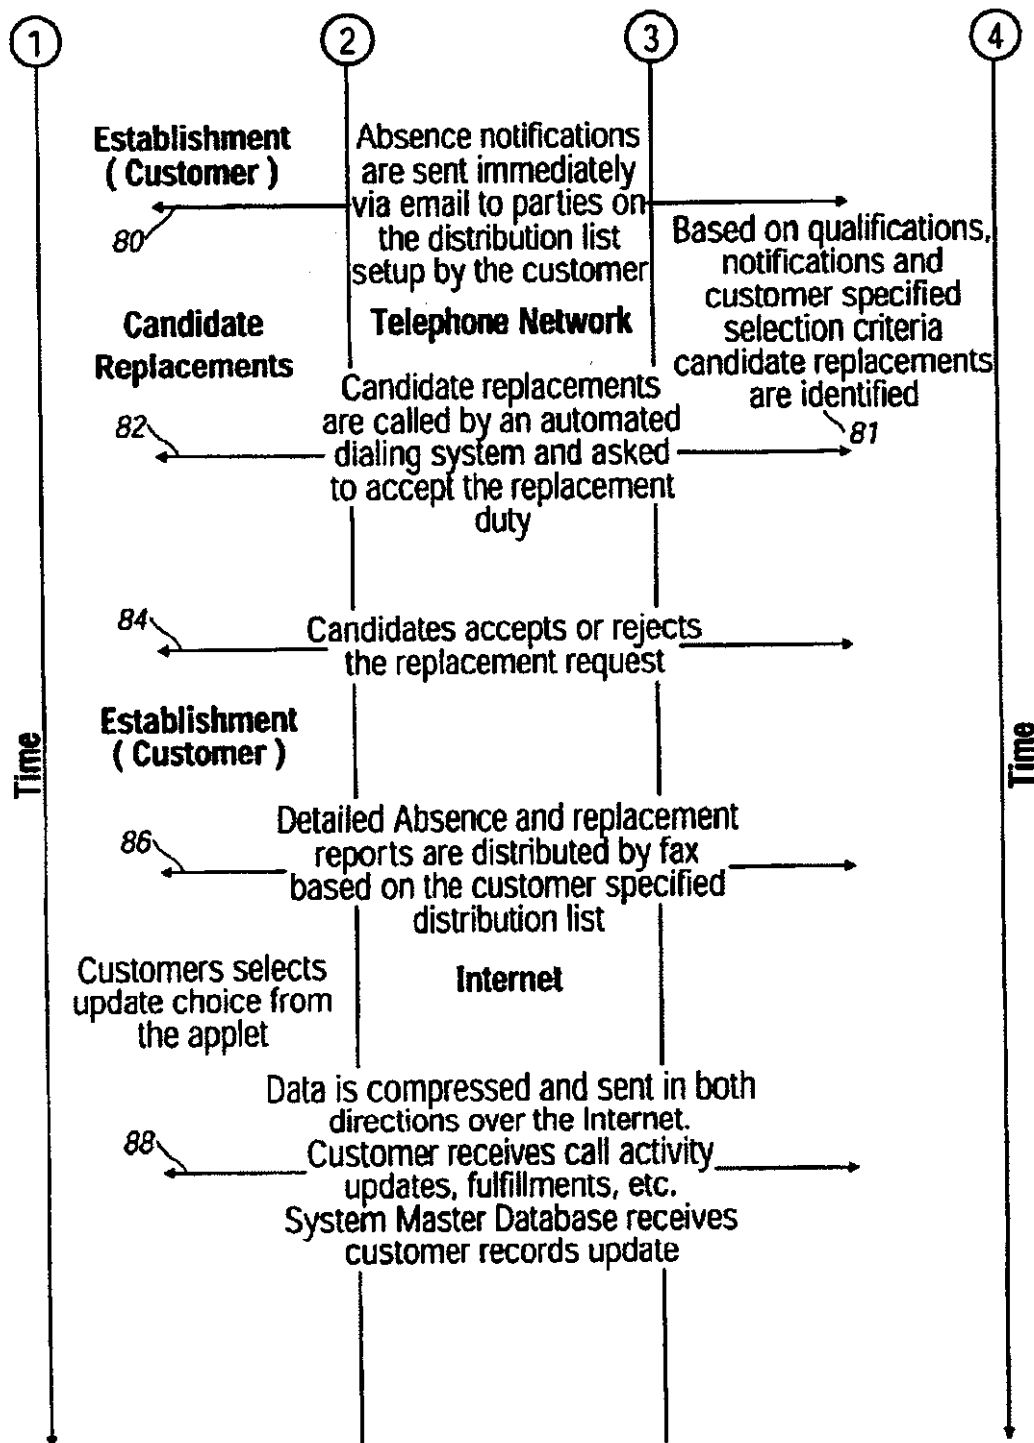 1
2
3
4
Establishment
( Customer )
80
Absence notifications
are sent immediately
via email to parties on
the distribution list
setup by the customer
Based on qualifications,
notifications and
customer specified
selection criteria
candidate replacements
are identified
81
Candidate
Replacements
Telephone Network
82
Candidate replacements
are called by an automated
dialing system and asked
to accept the replacement
duty
84
Candidates accepts or rejects
the replacement request
Establishment
( Customer )
Time
Time
86
Detailed Absence and replacement
reports are distributed by fax
based on the customer specified
distribution list
Customers selects
update choice from
the applet
Internet
88
Data is compressed and sent in both
directions over the Internet.
Customer receives call activity
updates, fulfillments, etc.
System Master Database receives
customer records update